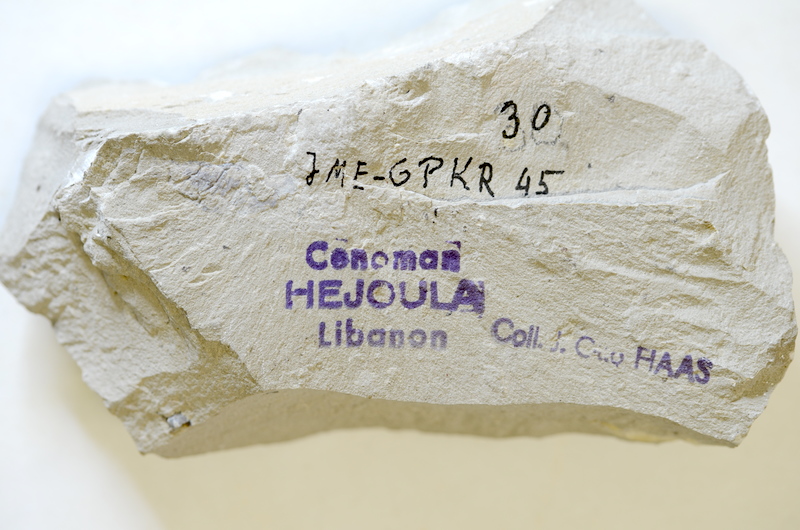 30
JME-GPKR 45
Cenoman
HEJOULA
Libanon
Coll. J. HAAS